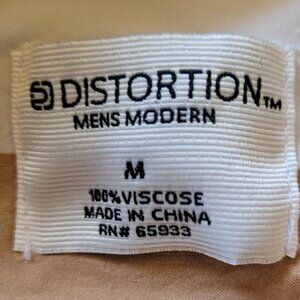 DISTORTION™
MENS MODERN
M
100% VISCOSE
MADE IN CHINA
RN# 65933